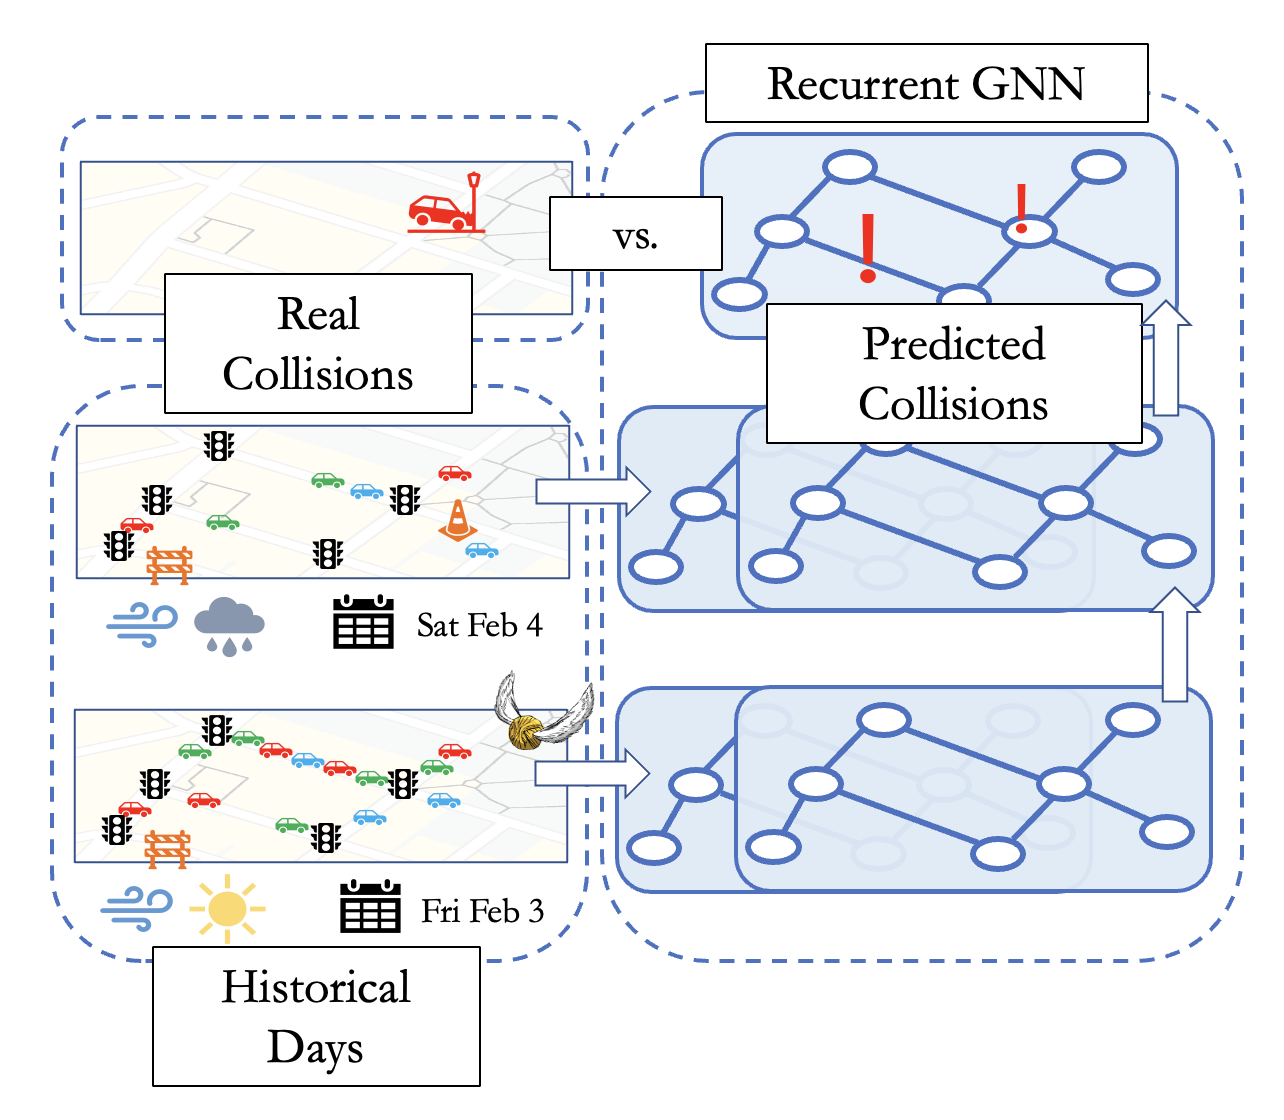 Recurrent GNN
vs.
Real
Collisions
Predicted
Collisions
Sat Feb 4
Fri Feb 3
Historical
Days